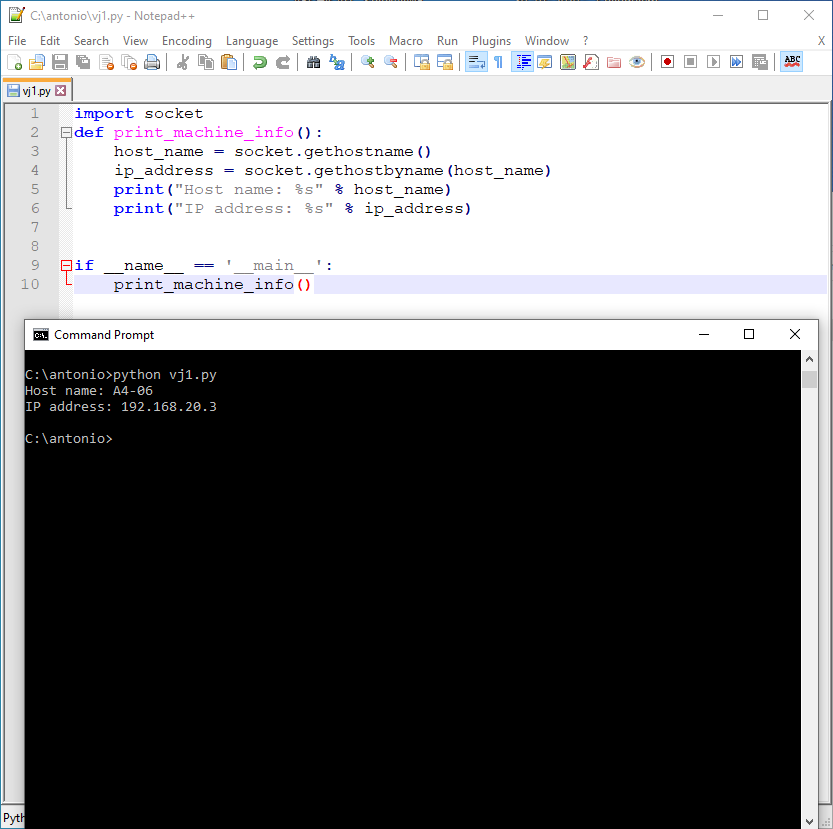 C:\antonio\vj1.py - Notepad++
File Edit Search View Encoding Language Settings Tools Macro Run Plugins Window ? X
ABC
vj1.py
1 import socket
2 def print_machine_info():
3 host_name = socket.gethostname()
4 ip_address = socket.gethostbyname(host_name)
5 print("Host name: %s" % host_name)
6 print("IP address: %s" % ip_address)
7
8
9 if __name__ == '__main__':
10 print_machine_info()
C:\. Command Prompt
C:\antonio>python vj1.py
Host name: A4-06
IP address: 192.168.20.3
C:\antonio>
Pyth